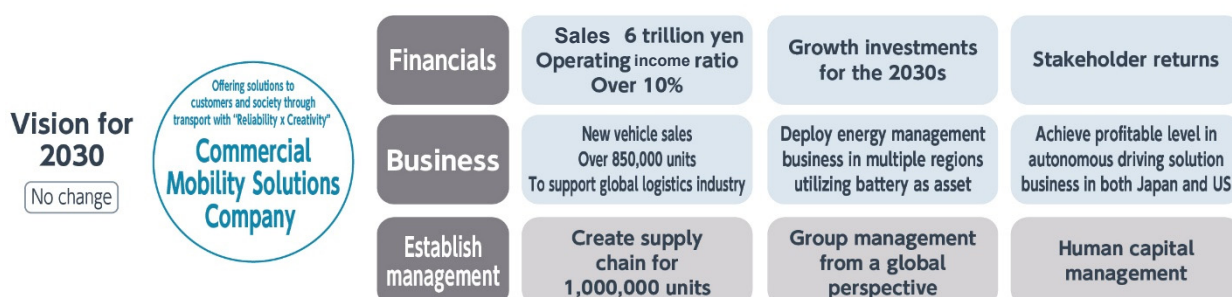 Vision for
2030
No change
Offering solutions to
customers and society through
transport with "Reliability x Creativity"
Commercial
Mobility Solutions
Company
Financials
Sales 6 trillion yen
Operating income ratio
Over 10%
Growth investments
for the 2030s
Stakeholder returns
Business
New vehicle sales
Over 850,000 units
To support global logistics industry
Deploy energy management
business in multiple regions
utilizing battery as asset
Achieve profitable level in
autonomous driving solution
business in both Japan and US
Establish
management
Create supply
chain for
1,000,000 units
Group management
from a global
perspective
Human capital
management